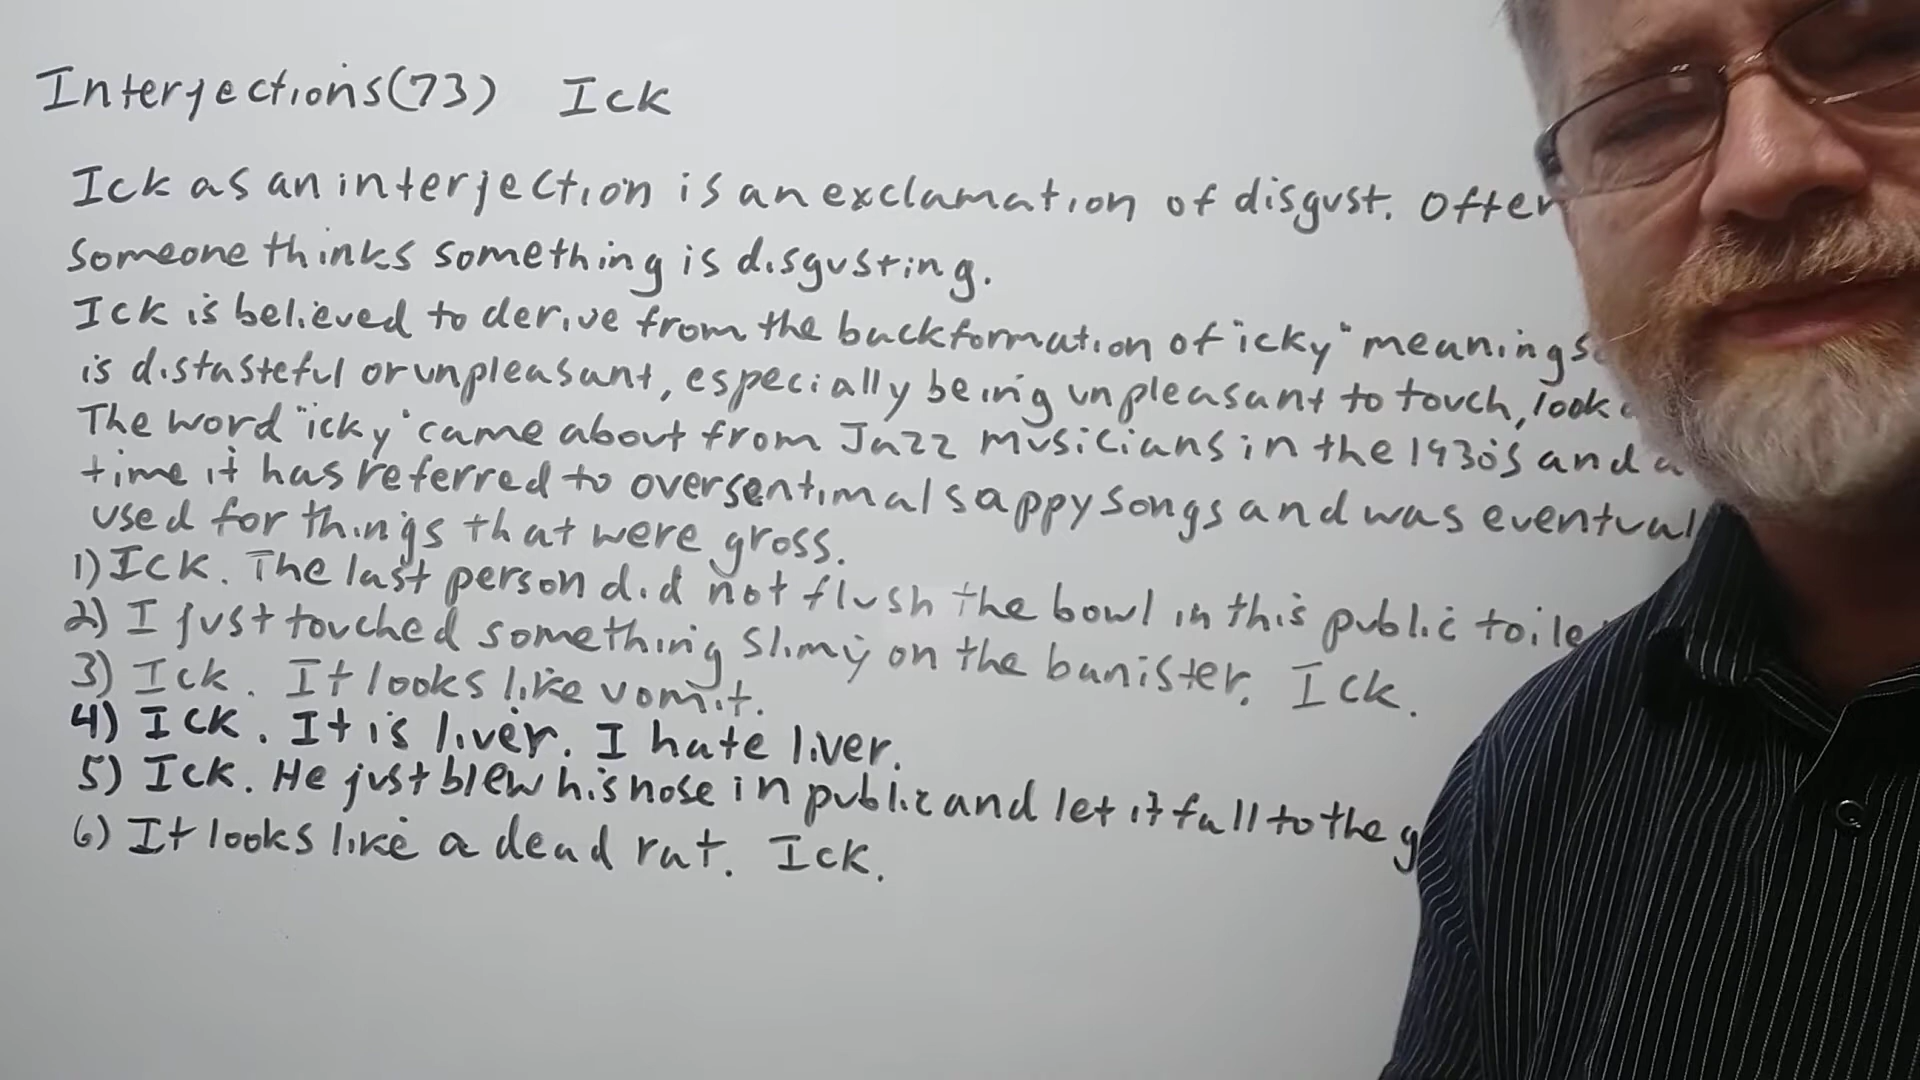 Interjections(73) Ick
Ick as an interjection is an exclamation of disgust. Often
someone thinks something is disgusting.
Ick is believed to derive from the backformation of "icky" meaning
is distasteful or unpleasant, especially being unpleasant to touch, look
The word "icky" came about from Jazz musicians in the 1930's and
time it has referred to oversentimal sappy songs and was eventual
used for things that were gross.
1) Ick. The last person did not flush the bowl in this public toile
2) I just touched something slimy on the banister. Ick.
3) Ick. It looks like vomit.
4) Ick. It is liver. I hate liver.
5) Ick. He just blew his nose in public and let it fall to the g
6) It looks like a dead rat. Ick.